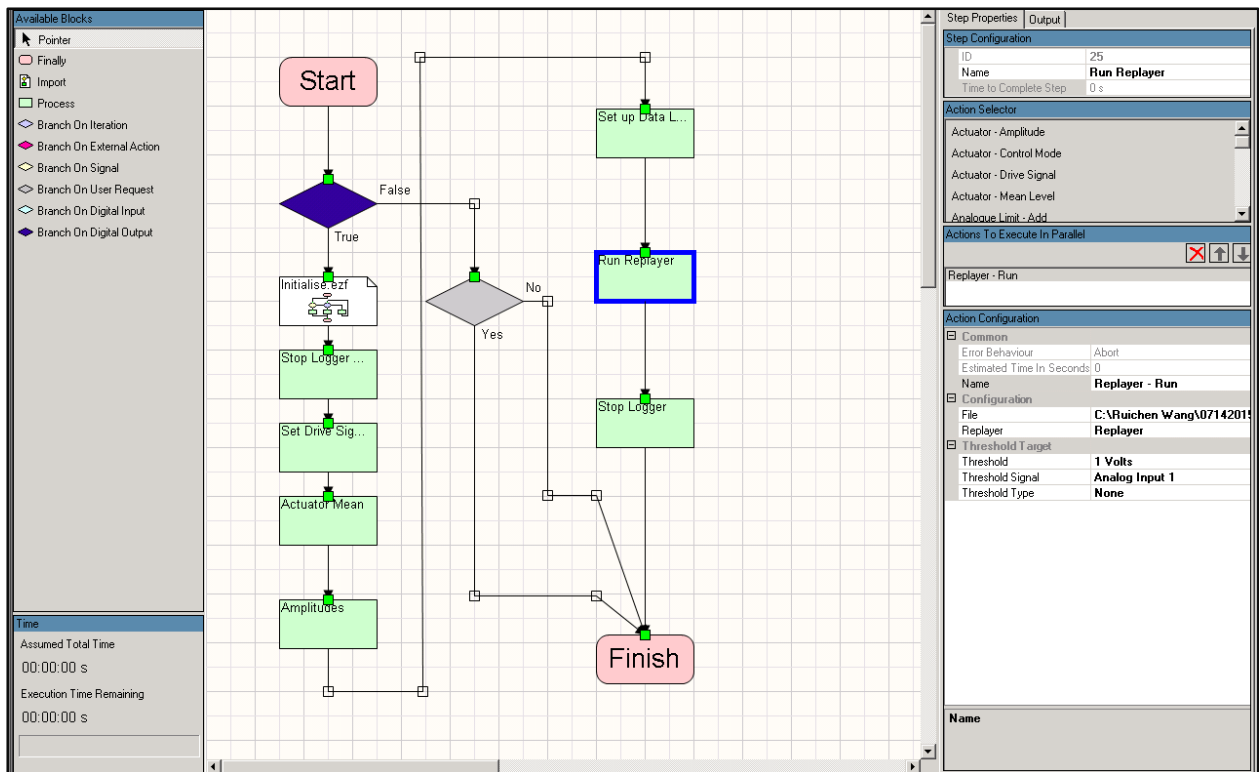 Available Blocks
Pointer
Finally
Import
Process
Branch On Iteration
Branch On External Action
Branch On Signal
Branch On User Request
Branch On Digital Input
Branch On Digital Output
Time
Assumed Total Time
00:00:00 s
Execution Time Remaining
00:00:00 s
Start
False
True
Initialise.ezf
Stop Logger ...
Set Drive Sig...
Actuator Mean
Amplitudes
No
Yes
Set up Data L...
Run Replayer
Stop Logger
Finish
Step Properties Output
Step Configuration
ID 25
Name Run Replayer
Time to Complete Step 0 s
Action Selector
Actuator - Amplitude
Actuator - Control Mode
Actuator - Drive Signal
Actuator - Mean Level
Analogue Limit - Add
Actions To Execute In Parallel
Replayer - Run
Action Configuration
Common
Error Behaviour Abort
Estimated Time In Seconds 0
Name Replayer - Run
Configuration
File C:\Ruichen Wang\07142015
Replayer Replayer
Threshold Target
Threshold 1 Volts
Threshold Signal Analog Input 1
Threshold Type None
Name